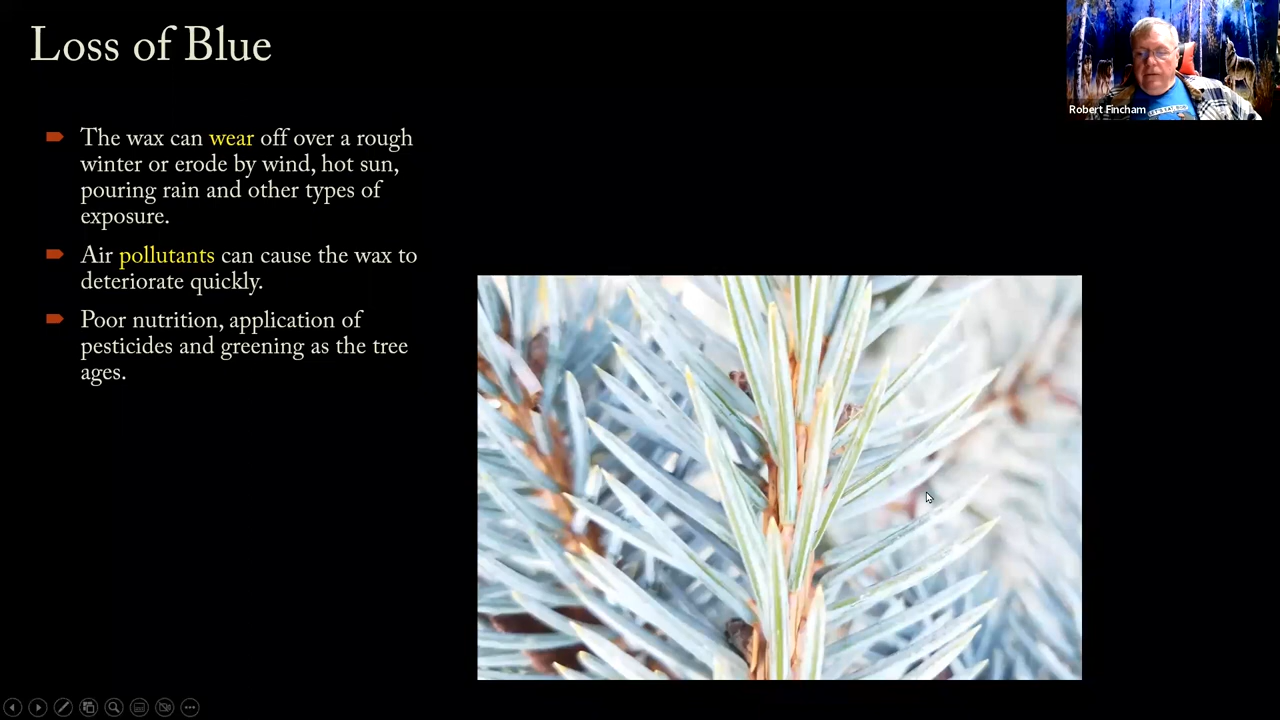 Loss of Blue
Robert Fincham
The wax can wear off over a rough
winter or erode by wind, hot sun,
pouring rain and other types of
exposure.
Air pollutants can cause the wax to
deteriorate quickly.
Poor nutrition, application of
pesticides and greening as the tree
ages.